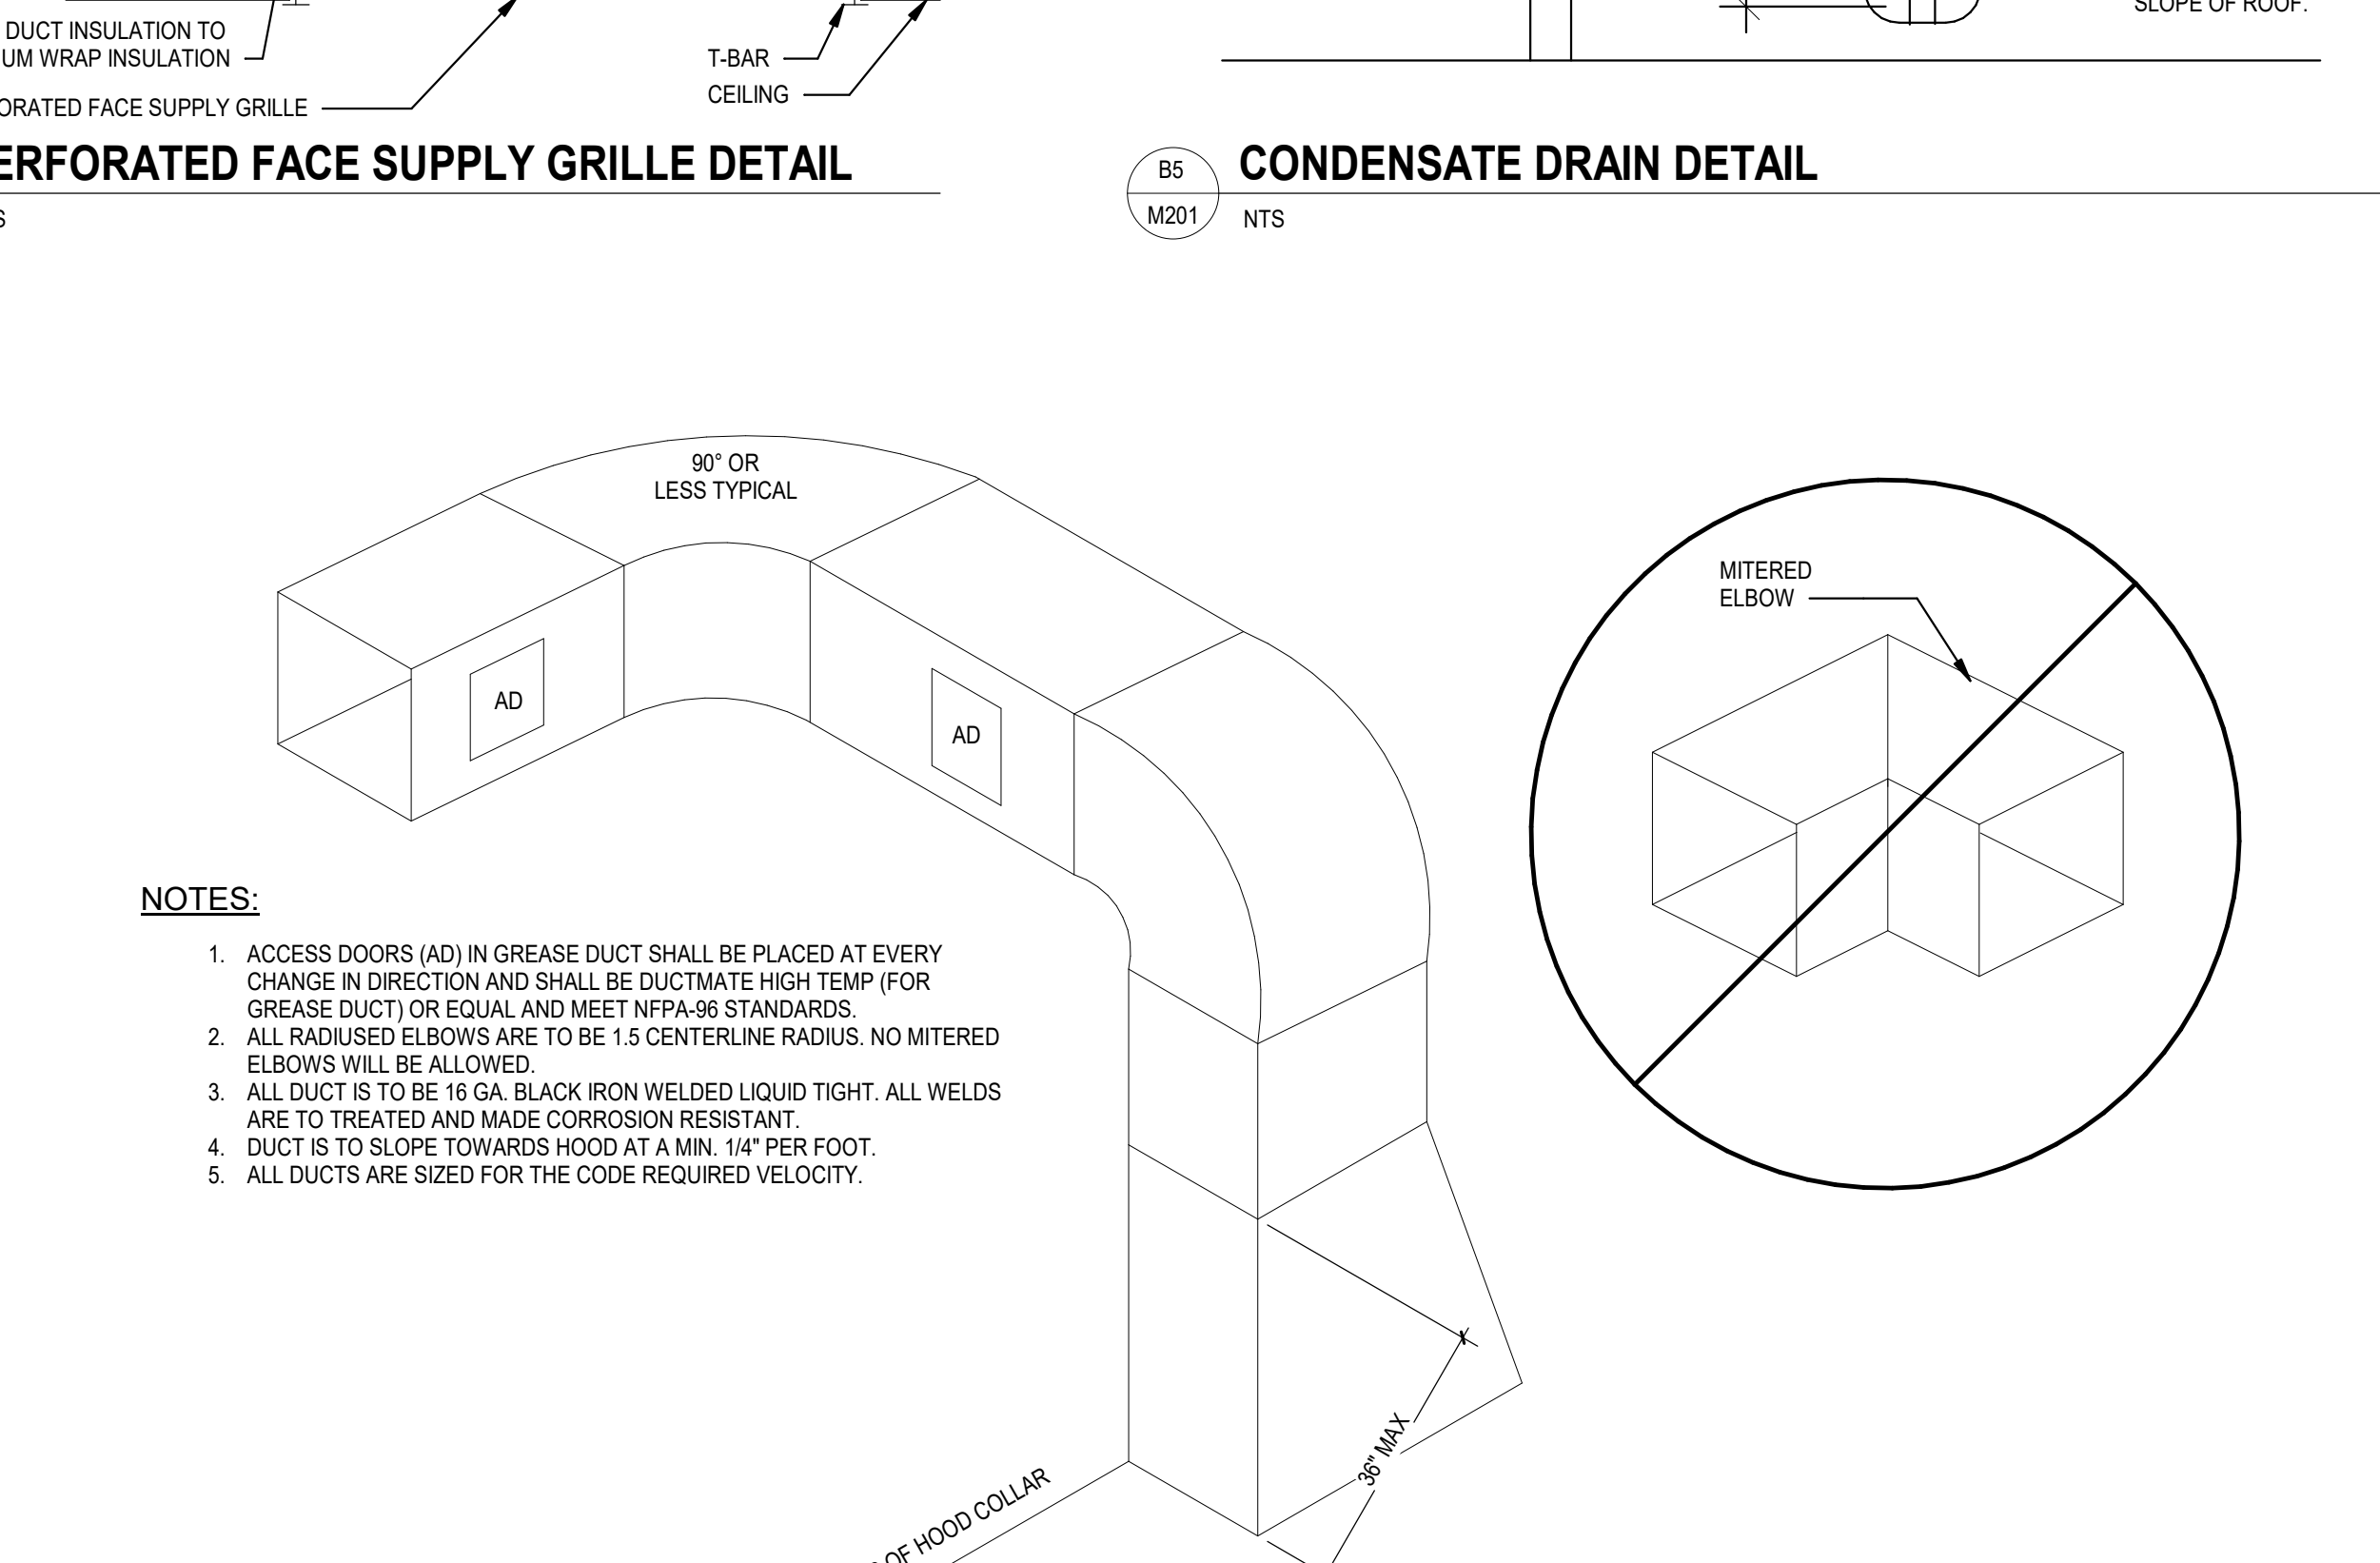 DUCT INSULATION TO
WRAP INSULATION
FACE SUPPLY GRILLE
T-BAR
CEILING
SLOPE OF ROOF.
FACE SUPPLY GRILLE DETAIL
B5
M201
CONDENSATE DRAIN DETAIL
NTS
90° OR
LESS TYPICAL
AD
AD
MITERED
ELBOW
NOTES:
1. ACCESS DOORS (AD) IN GREASE DUCT SHALL BE PLACED AT EVERY
CHANGE IN DIRECTION AND SHALL BE DUCTMATE HIGH TEMP (FOR
GREASE DUCT) OR EQUAL AND MEET NFPA-96 STANDARDS.
2. ALL RADIUSED ELBOWS ARE TO BE 1.5 CENTERLINE RADIUS. NO MITERED
ELBOWS WILL BE ALLOWED.
3. ALL DUCT IS TO BE 16 GA. BLACK IRON WELDED LIQUID TIGHT. ALL WELDS
ARE TO TREATED AND MADE CORROSION RESISTANT.
4. DUCT IS TO SLOPE TOWARDS HOOD AT A MIN. 1/4" PER FOOT.
5. ALL DUCTS ARE SIZED FOR THE CODE REQUIRED VELOCITY.
36" MAX
OF HOOD COLLAR